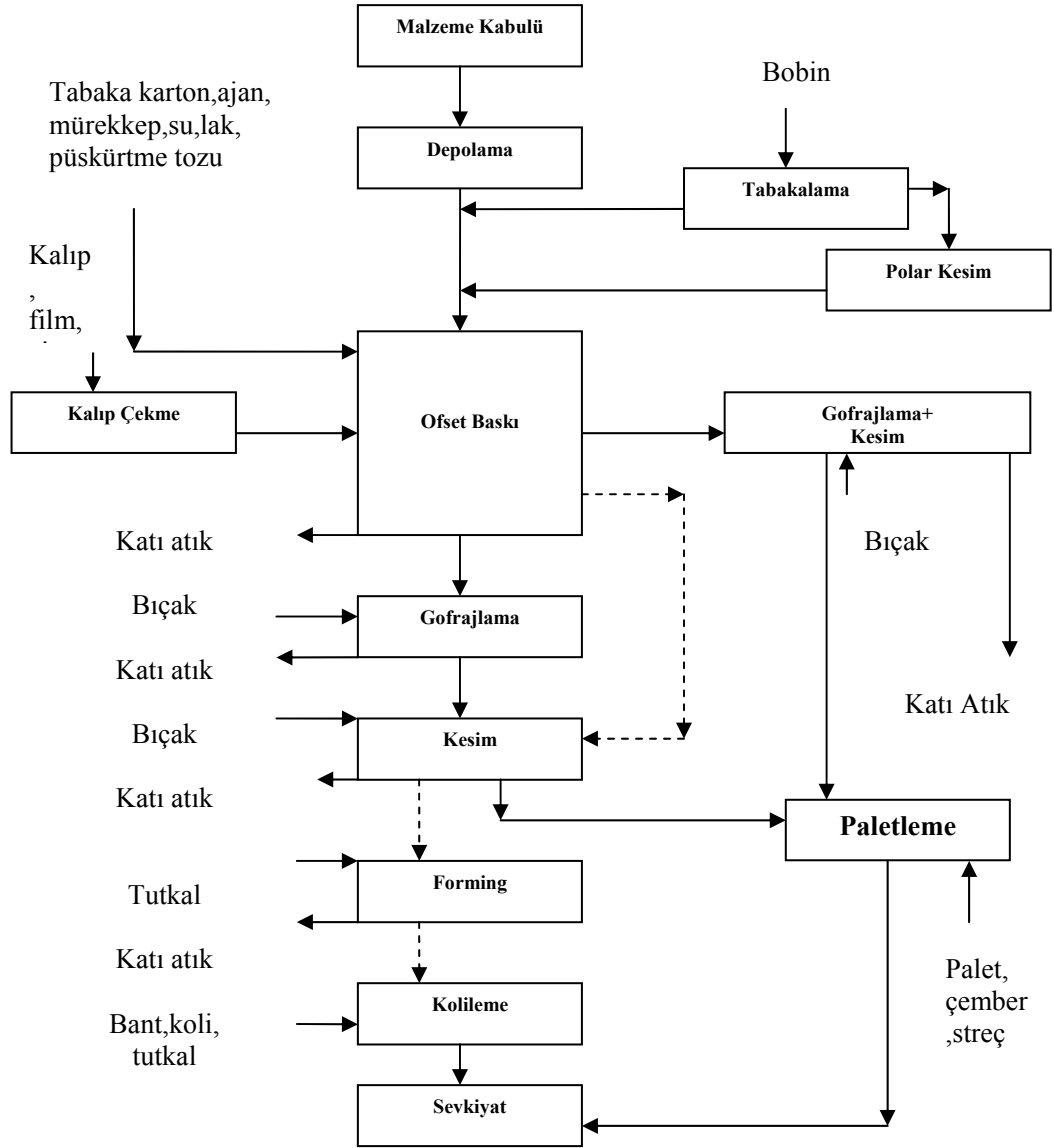 Malzeme Kabulü
Bobin
Tabaka karton,ajan,
mürekkep,su,lak,
püskürtme tozu
Depolama
Tabakalama
Kalıp
,
film,
Polar Kesim
Kalıp Çekme
Ofset Baskı
Gofrajlama+
Kesim
Katı atık
Bıçak
Bıçak
Gofrajlama
Katı atık
Katı Atık
Bıçak
Kesim
Katı atık
Paletleme
Forming
Tutkal
Katı atık
Palet,
çember
,streç
Kolileme
Bant,koli,
tutkal
Sevkiyat